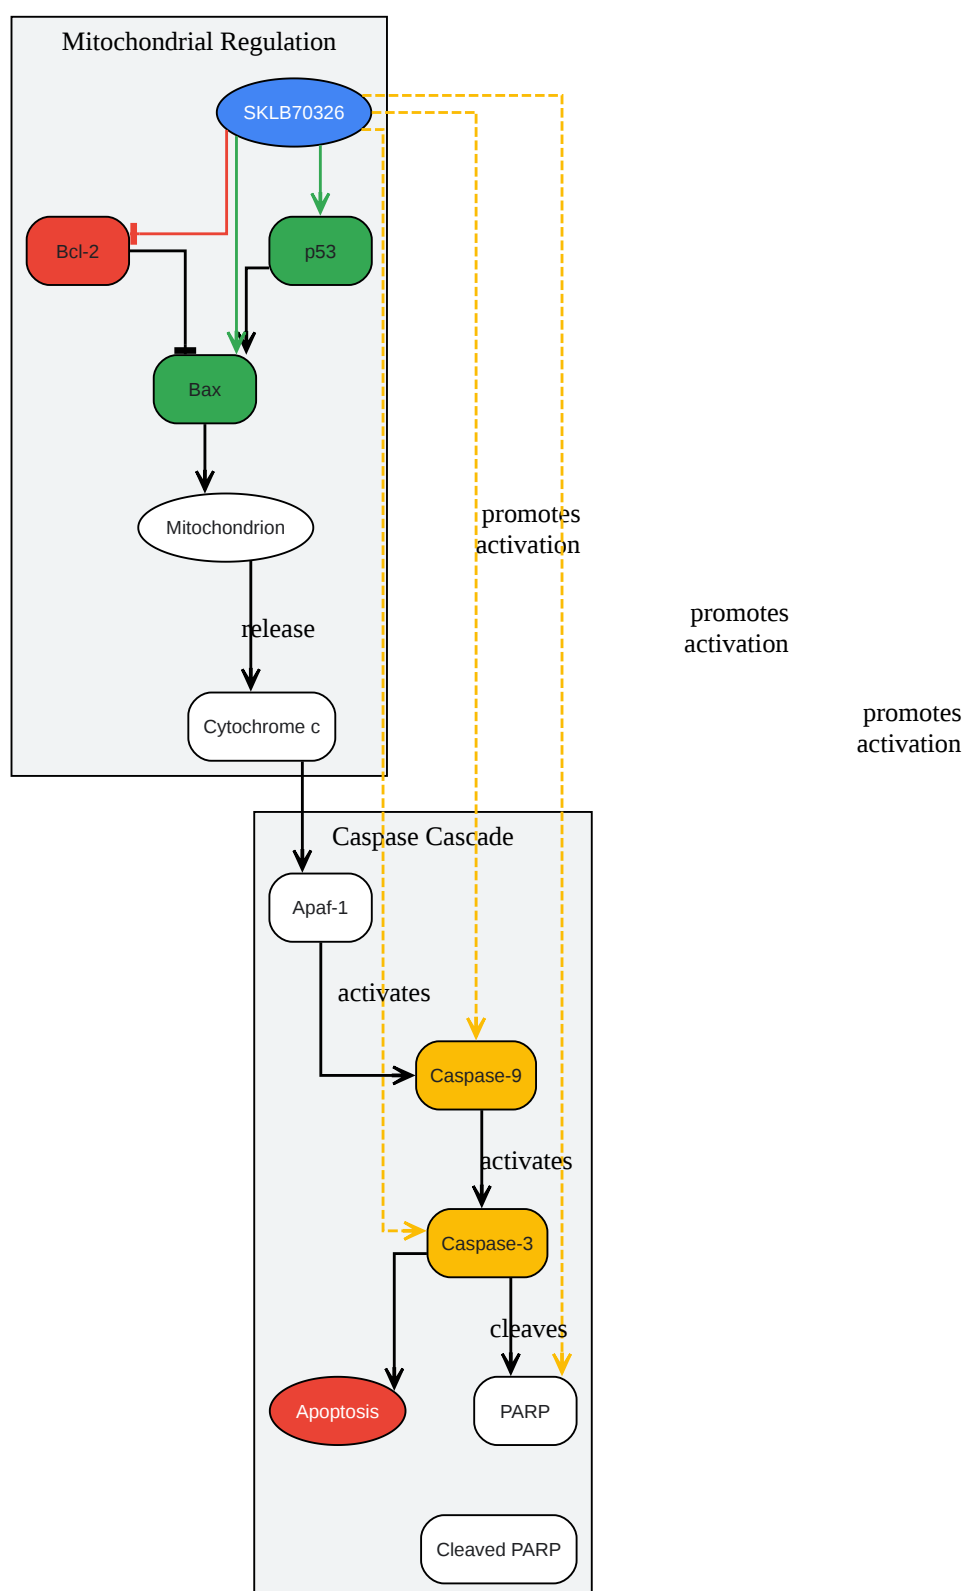 Mitochondrial Regulation
SKLB70326
Bcl-2
p53
Bax
Mitochondrion
promotes
activation
promotes
activation
release
promotes
activation
Cytochrome c
Caspase Cascade
Apaf-1
activates
Caspase-9
activates
Caspase-3
cleaves
Apoptosis
PARP
Cleaved PARP